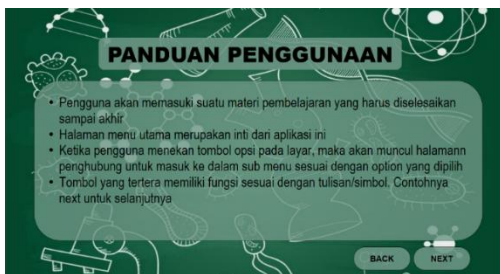 PANDUAN PENGGUNAAN
• Pengguna akan memasuki suatu materi pembelajaran yang harus diselesaikan
sampai akhir
• Halaman menu utama merupakan inti dari aplikasi ini
• Ketika pengguna menekan tombol opsi pada layar, maka akan muncul halamann
penghubung untuk masuk ke dalam sub menu sesuai dengan option yang dipilih
• Tombol yang tertera memiliki fungsi sesuai dengan tulisan/simbol. Contohnya
next untuk selanjutnya
BACK NEXT